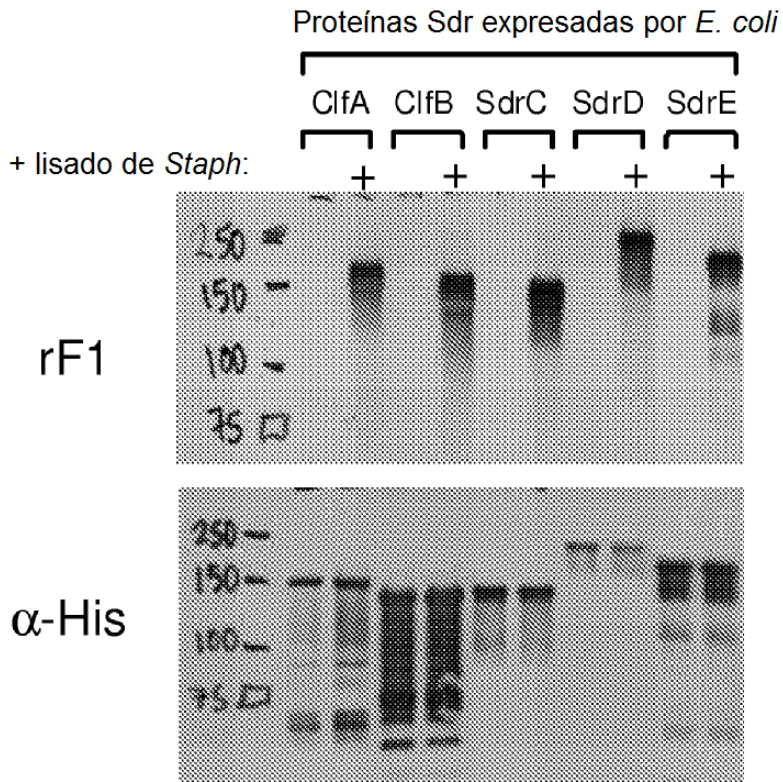 Proteínas Sdr expresadas por E. coli
ClfA ClfB SdrC SdrD SdrE
+ lisado de Staph: + + + + +
250
150
rF1
100
75
250
150
α-His
100
75